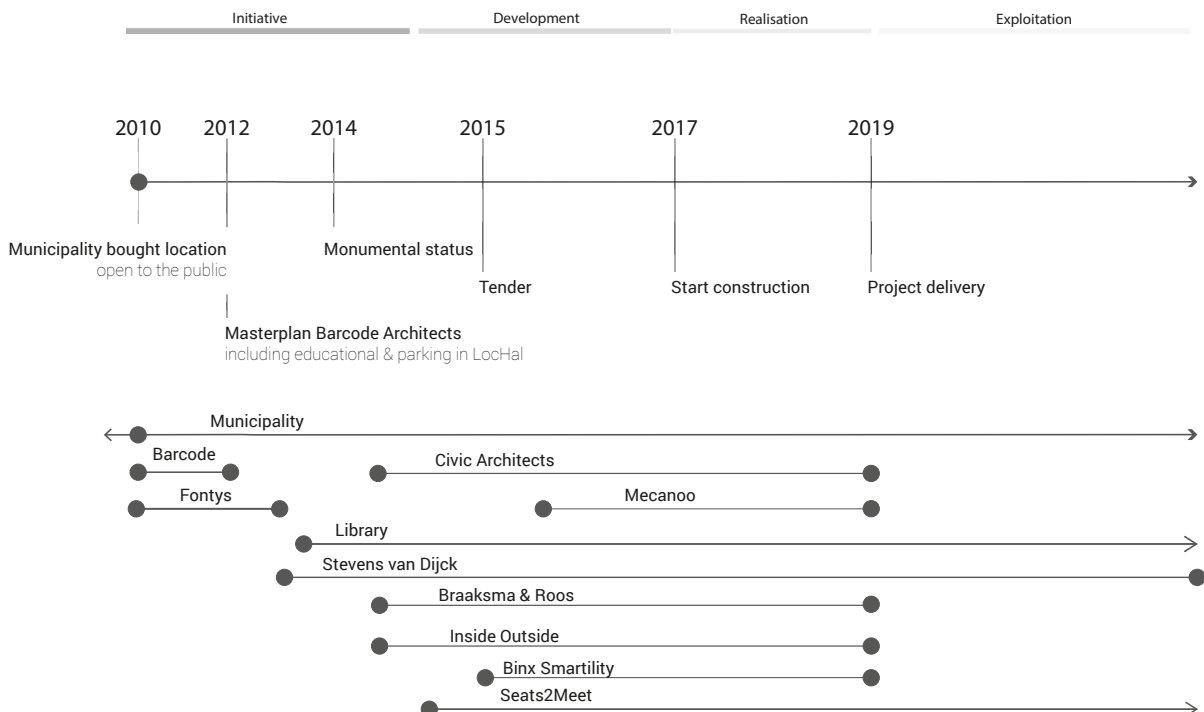 Initiative
Development
Realisation
Exploitation
2010
2012
2014
2015
2017
2019
Municipality bought location
open to the public
Monumental status
Tender
Start construction
Project delivery
Masterplan Barcode Architects
including educational & parking in LocHal
Municipality
Barcode
Civic Architects
Fontys
Mecanoo
Library
Stevens van Dijck
Braaksma & Roos
Inside Outside
Binx Smartility
Seats2Meet